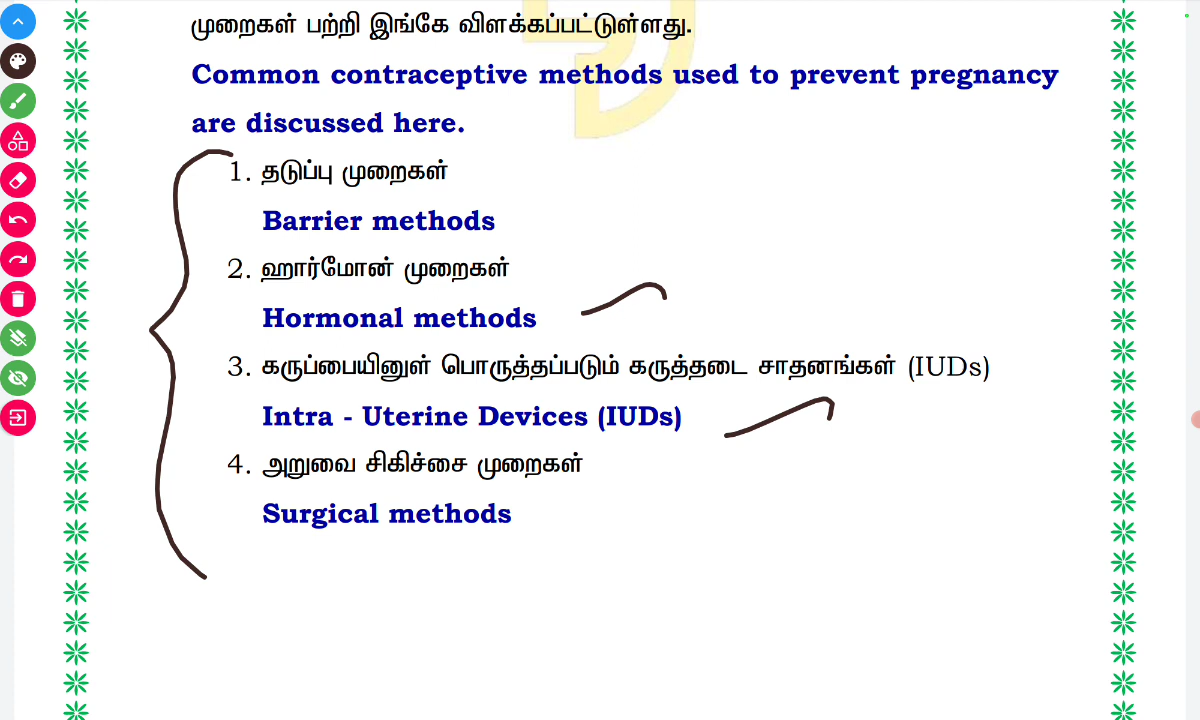 முறைகள் பற்றி இங்கே விளக்கப்பட்டுள்ளது.
Common contraceptive methods used to prevent pregnancy
are discussed here.
1. தடுப்பு முறைகள்
Barrier methods
2. ஹார்மோன் முறைகள்
Hormonal methods
3. கருப்பையினுள் பொருத்தப்படும் கருத்தடை சாதனங்கள் (IUDs)
Intra - Uterine Devices (IUDs)
4. அறுவை சிகிச்சை முறைகள்
Surgical methods